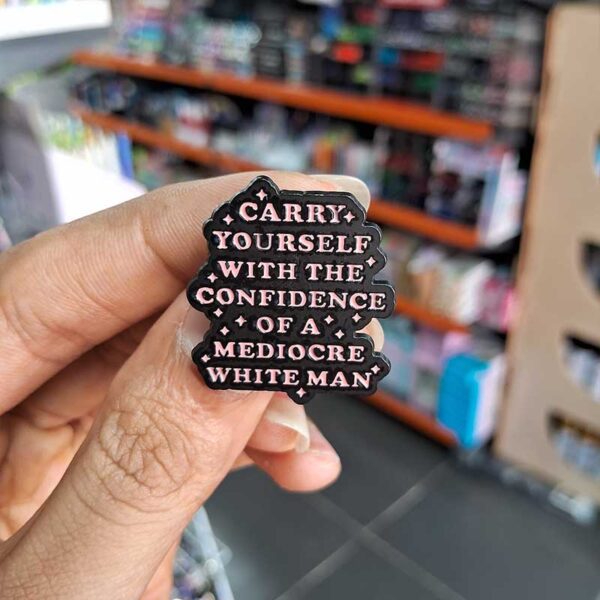 CARRY
YOURSELF
WITH THE
CONFIDENCE
OF A
MEDIOCRE
WHITE MAN